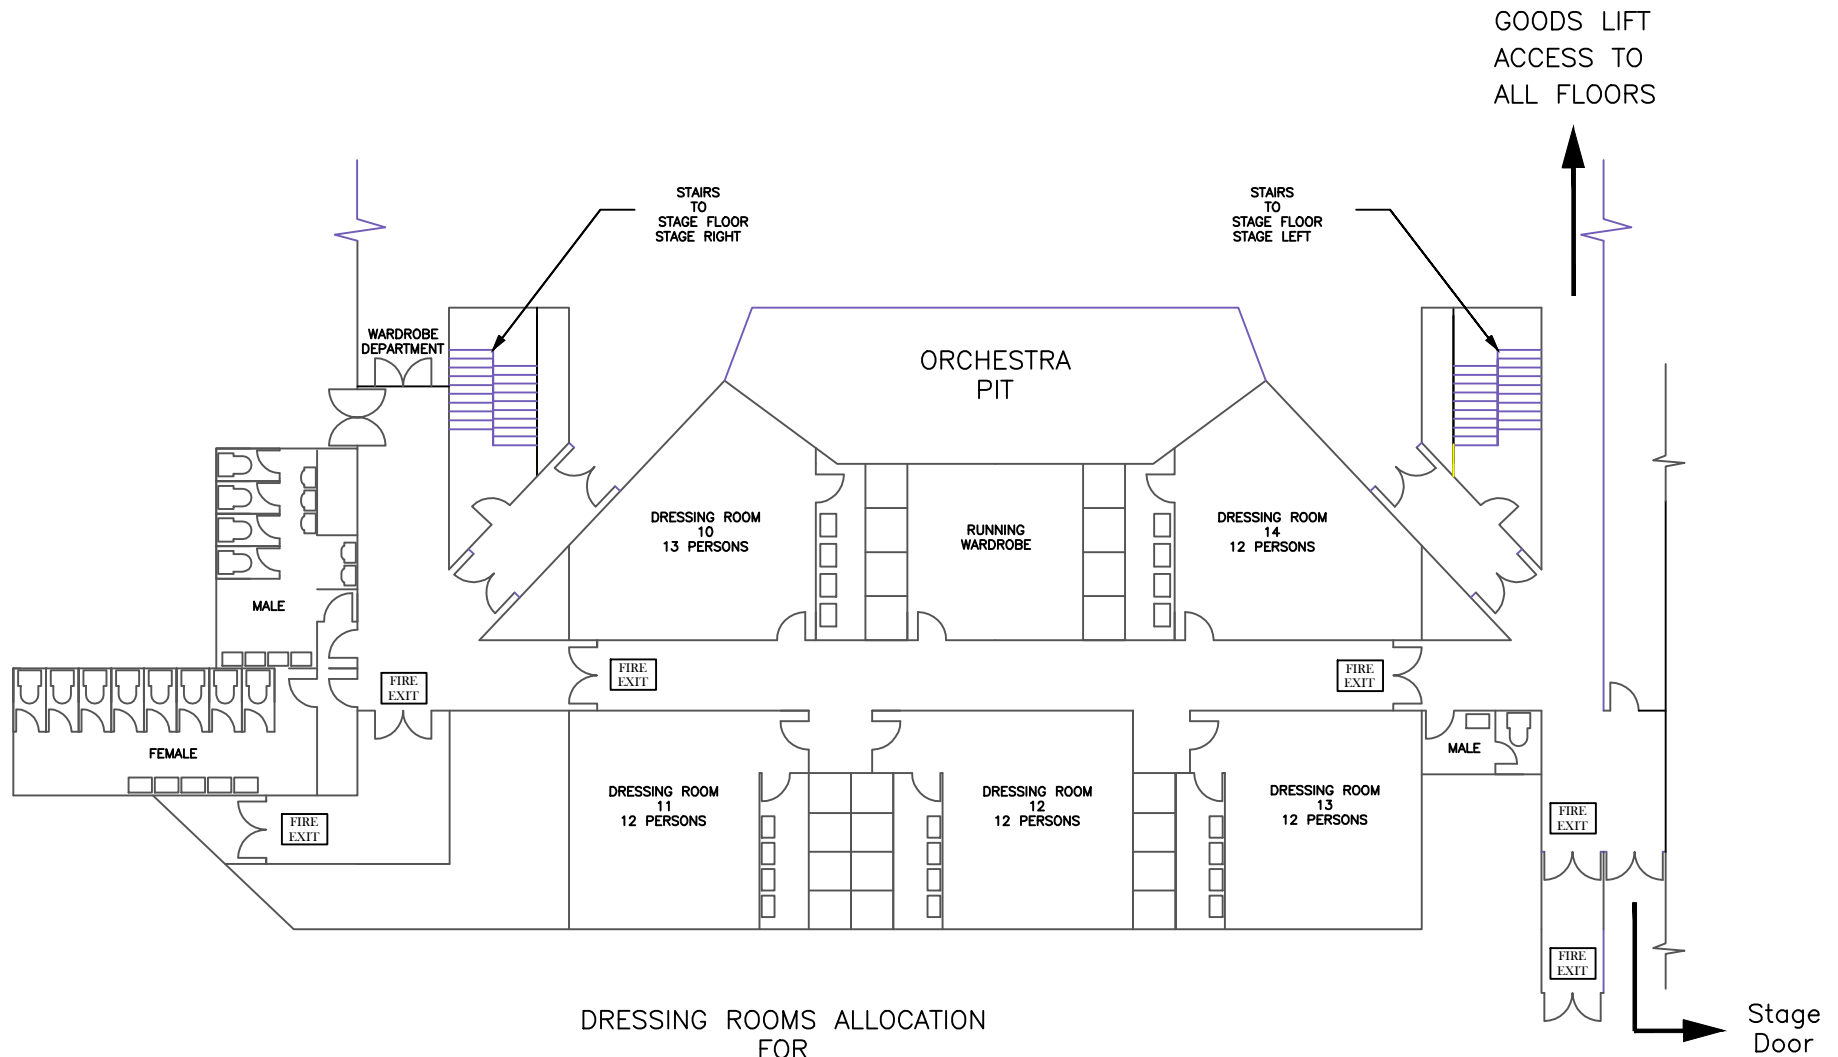 GOODS LIFT
ACCESS TO
ALL FLOORS
STAIRS
TO
STAGE FLOOR
STAGE RIGHT
STAIRS
TO
STAGE FLOOR
STAGE LEFT
WARDROBE
DEPARTMENT
ORCHESTRA
PIT
DRESSING ROOM
10
13 PERSONS
RUNNING
WARDROBE
DRESSING ROOM
14
12 PERSONS
MALE
FIRE
EXIT
FIRE
EXIT
FIRE
EXIT
FEMALE
MALE
DRESSING ROOM
11
12 PERSONS
DRESSING ROOM
12
12 PERSONS
DRESSING ROOM
13
12 PERSONS
FIRE
EXIT
FIRE
EXIT
FIRE
EXIT
DRESSING ROOMS ALLOCATION
FOR
Stage
Door